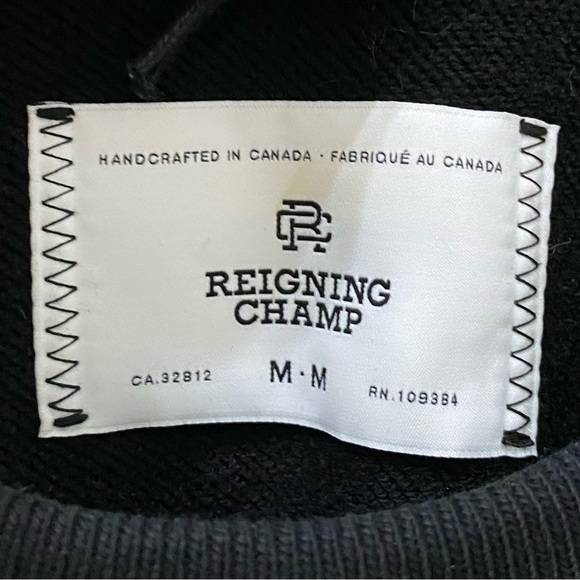 HANDCRAFTED IN CANADA · FABRIQUÉ AU CANADA
RC
REIGNING
CHAMP
CA.32812 M·M RN.109384